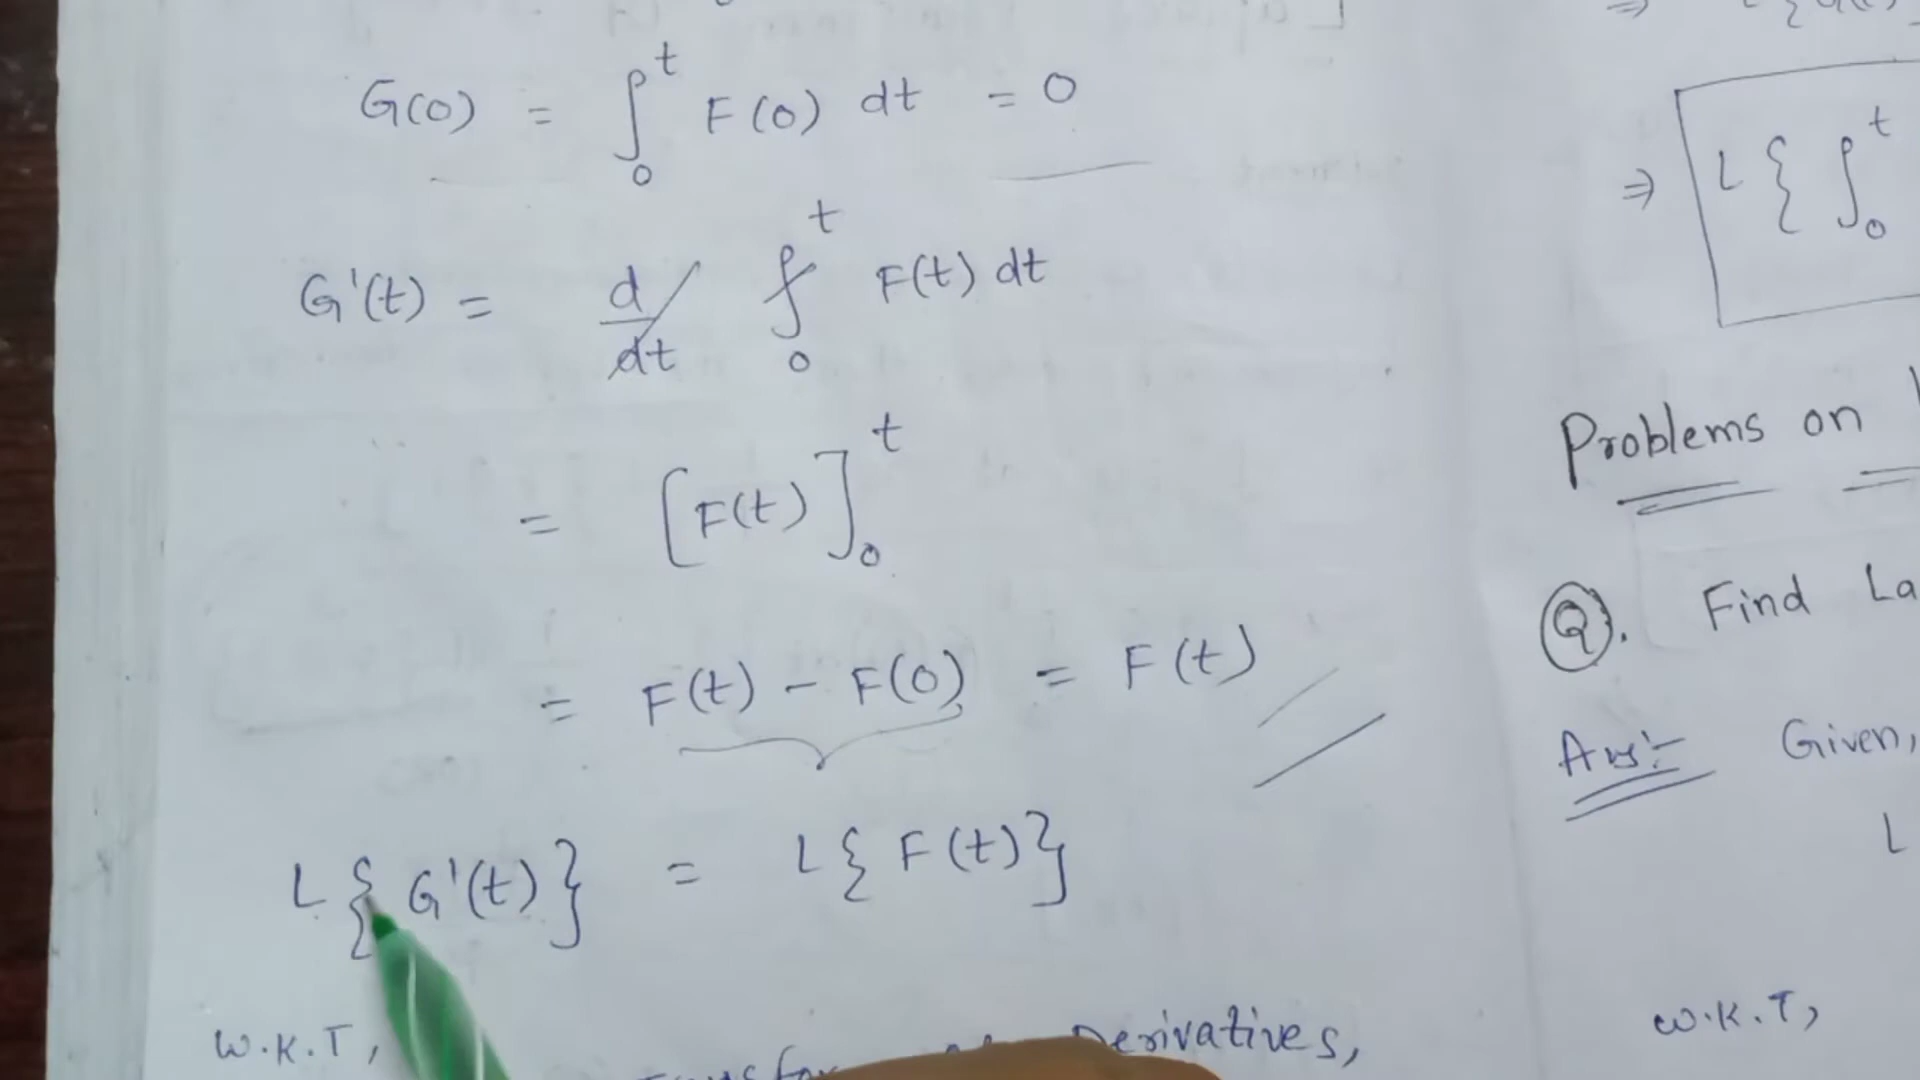 G(0) = ∫₀ᵗ F(0) dt = 0
G'(t) = d/dt ∫₀ᵗ F(t) dt
= [F(t)]₀ᵗ
= F(t) - F(0) = F(t)
L{G'(t)} = L{F(t)}
W.K.T,
Derivatives,
⇒ L{∫₀ᵗ
Problems on
Q. Find La
Ans:- Given,
L
W.K.T,